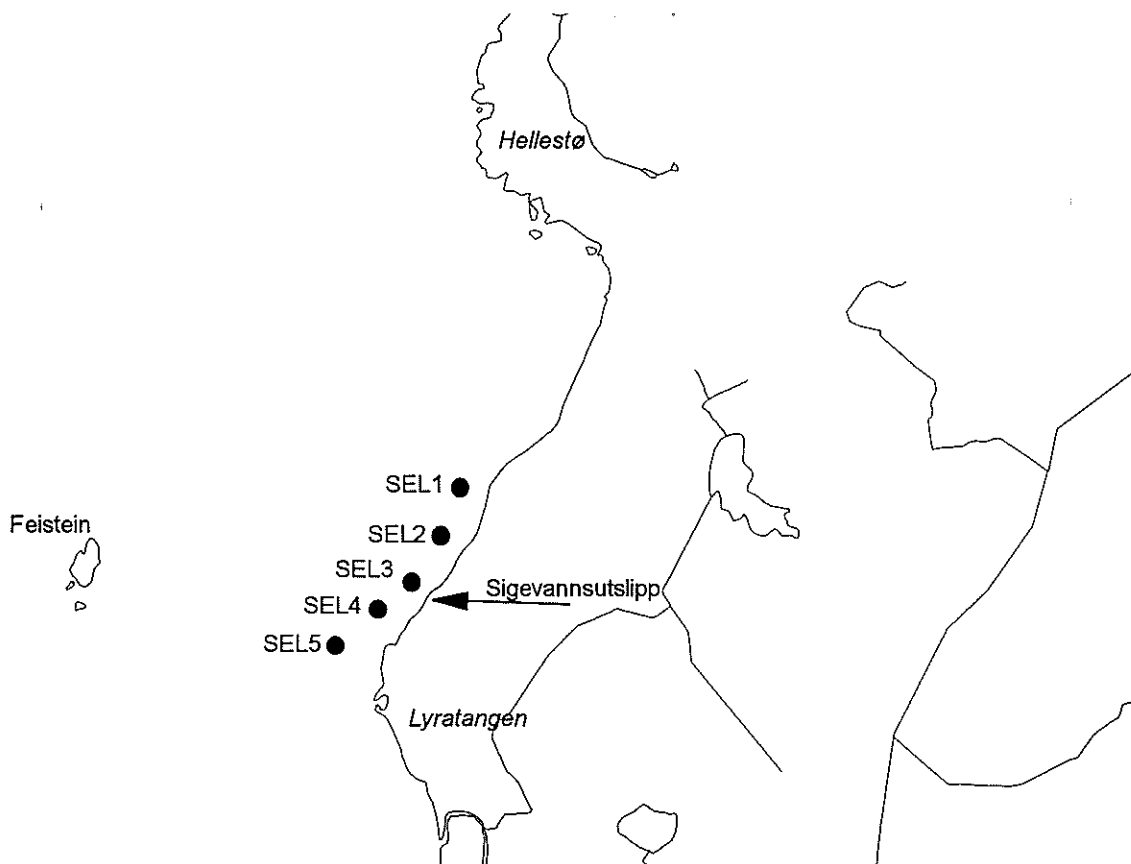 Hellestø
SEL1
Feistein
SEL2
SEL3
Sigevannsutslipp
SEL4
SEL5
Lyratangen